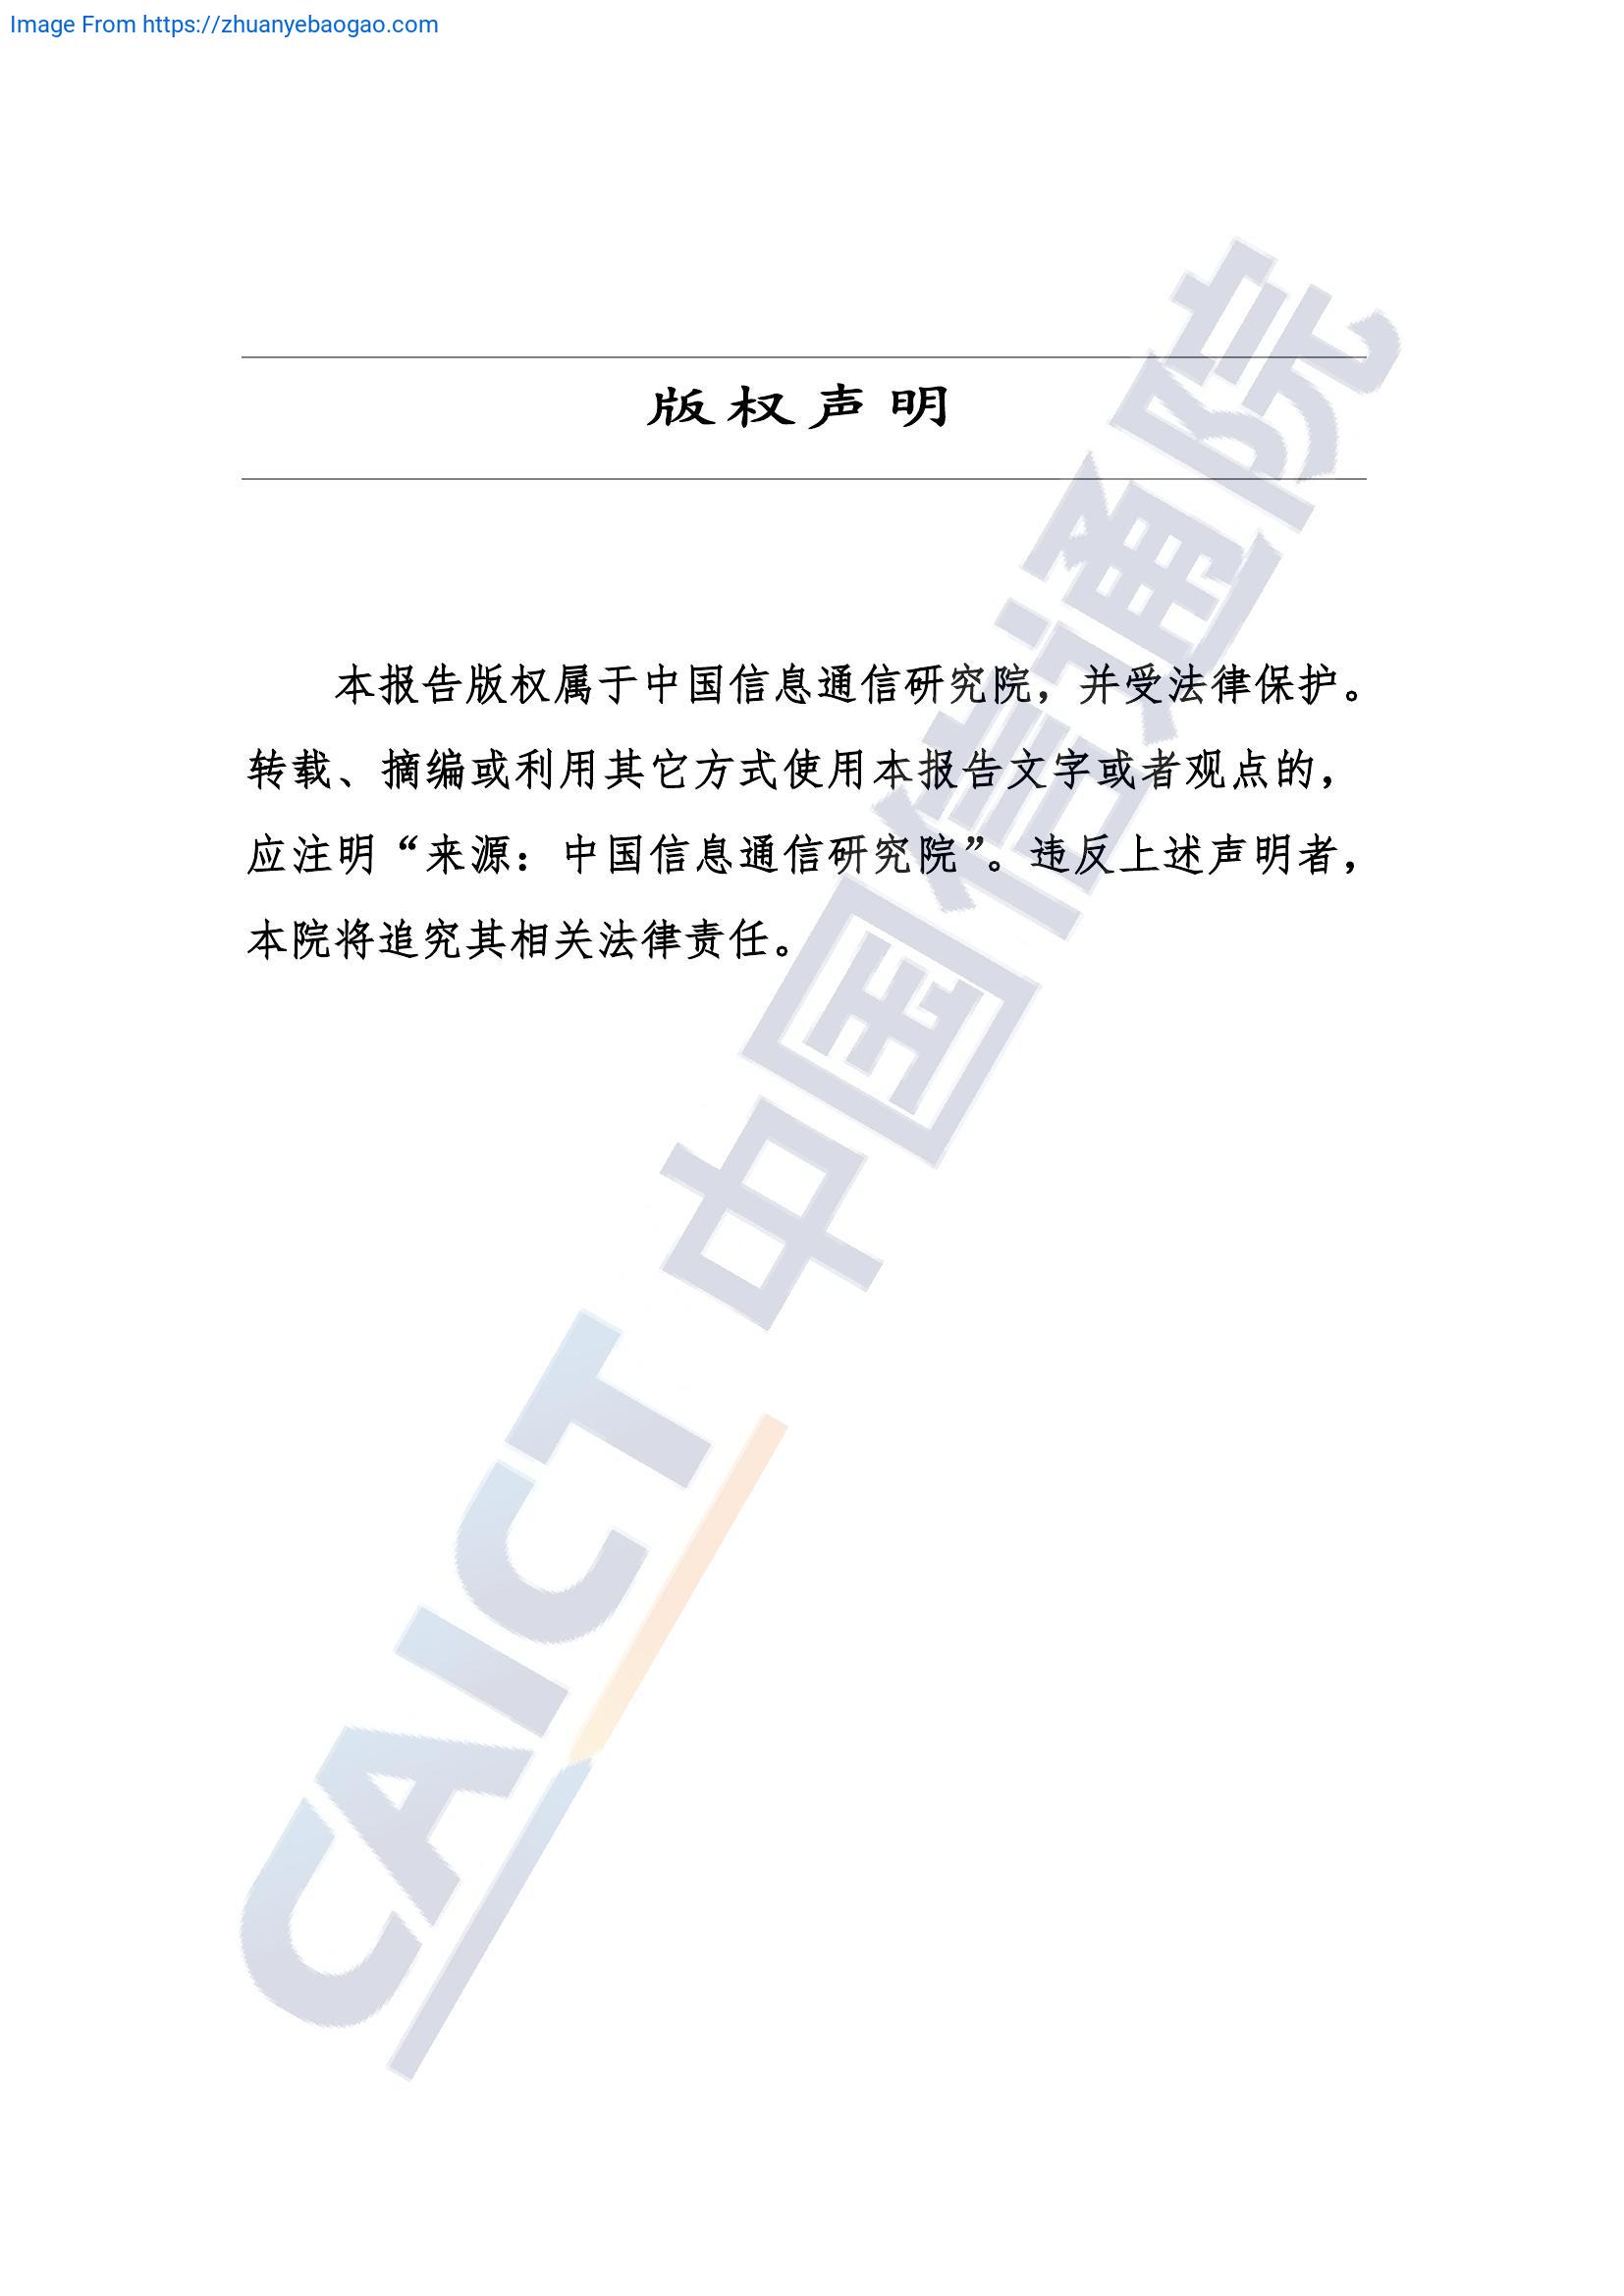 Image From https://zhuanyebaogao.com
版权声明
本报告版权属于中国信息通信研究院，并受法律保护。
转载、摘编或利用其它方式使用本报告文字或者观点的，
应注明“来源：中国信息通信研究院”。违反上述声明者，
本院将追究其相关法律责任。
CAICT 中国信通院